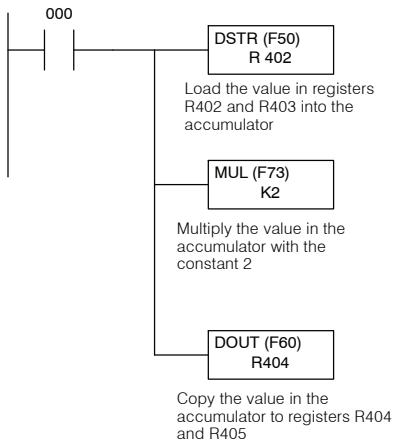 000
DSTR (F50)
R 402
Load the value in registers
R402 and R403 into the
accumulator
MUL (F73)
K2
Multiply the value in the
accumulator with the
constant 2
DOUT (F60)
R404
Copy the value in the
accumulator to registers R404
and R405